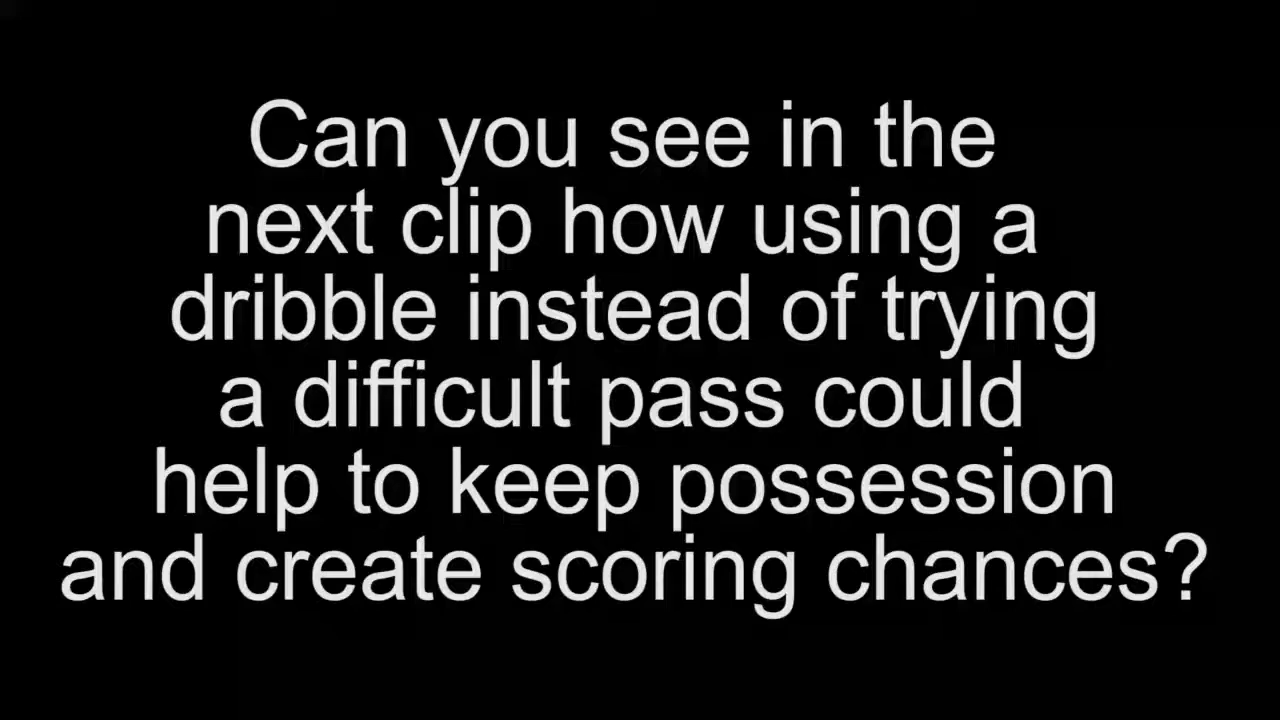 Can you see in the
next clip how using a
dribble instead of trying
a difficult pass could
help to keep possession
and create scoring chances?